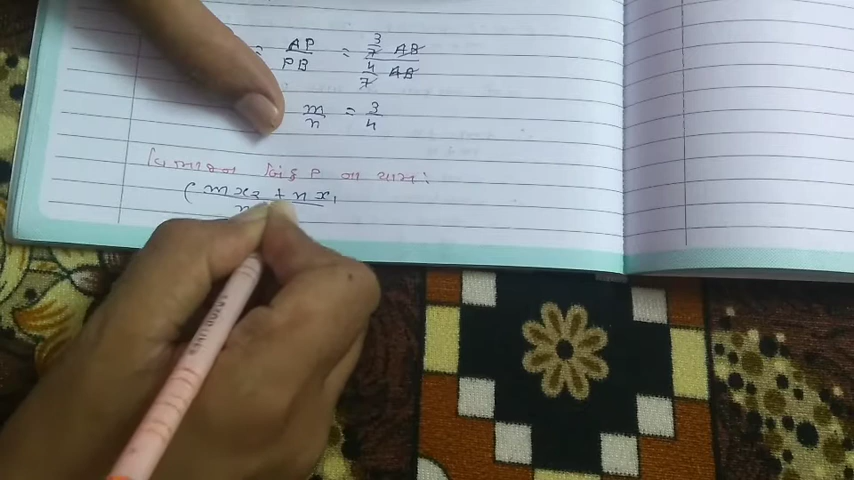 = AP/PB = 3/7 AB / 4/7 AB
m/n = 3/4
વિભાજન બિંદુ P ના યામ:
(mx₂ + nx₁